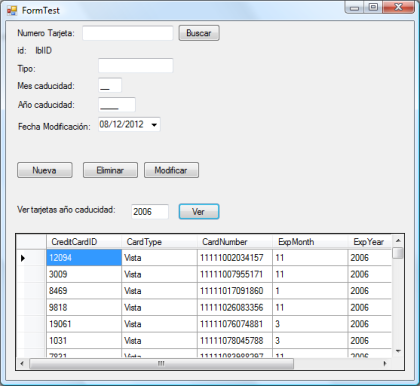 FormTest
Numero Tarjeta: Buscar
id: lblID
Tipo:
Mes caducidad: __
Año caducidad: ____
Fecha Modificación: 08/12/2012
Nueva Eliminar Modificar
Ver tarjetas año caducidad: 2006 Ver
CreditCardID CardType CardNumber ExpMonth ExpYear
12094 Vista 11111002034157 11 2006
3009 Vista 11111007955171 11 2006
8469 Vista 11111017091860 1 2006
9818 Vista 11111026083356 11 2006
19061 Vista 11111076074881 3 2006
1031 Vista 11111078045788 3 2006
7831 Vista 11111083988297 11 2006